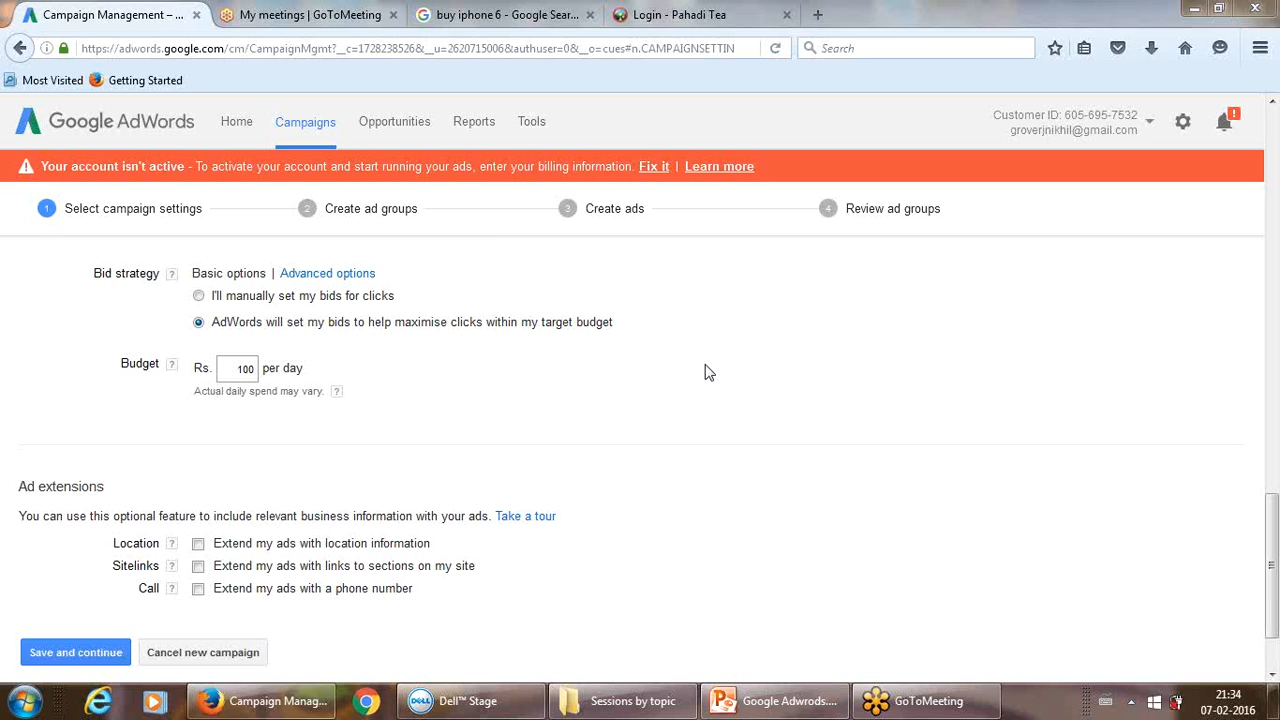 Campaign Management – ...
My meetings | GoToMeeting
buy iphone 6 - Google Sear...
Login - Pahadi Tea
https://adwords.google.com/cm/CampaignMgmt?__c=1728238526&__u=2620715006&authuser=0&__o=cues#n.CAMPAIGNSETTIN
Search
Most Visited
Getting Started
Google AdWords
Home
Campaigns
Opportunities
Reports
Tools
Customer ID: 605-695-7532
groverjnikhil@gmail.com
!
Your account isn't active - To activate your account and start running your ads, enter your billing information. Fix it | Learn more
1 Select campaign settings
2 Create ad groups
3 Create ads
4 Review ad groups
Bid strategy ? Basic options | Advanced options
I'll manually set my bids for clicks
AdWords will set my bids to help maximise clicks within my target budget
Budget ? Rs. 100 per day
Actual daily spend may vary. ?
Ad extensions
You can use this optional feature to include relevant business information with your ads. Take a tour
Location ? Extend my ads with location information
Sitelinks ? Extend my ads with links to sections on my site
Call ? Extend my ads with a phone number
Save and continue
Cancel new campaign
Campaign Manag...
DELL
Dell™ Stage
Sessions by topic
Google Adwrods....
GoToMeeting
21:34
07-02-2016